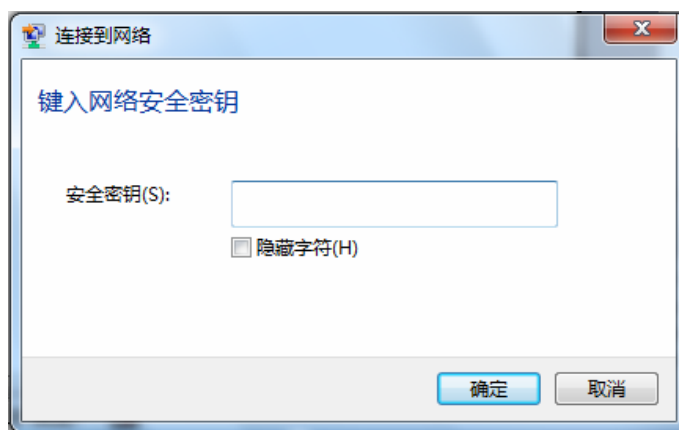 连接到网络
键入网络安全密钥
安全密钥(S):
隐藏字符(H)
确定
取消